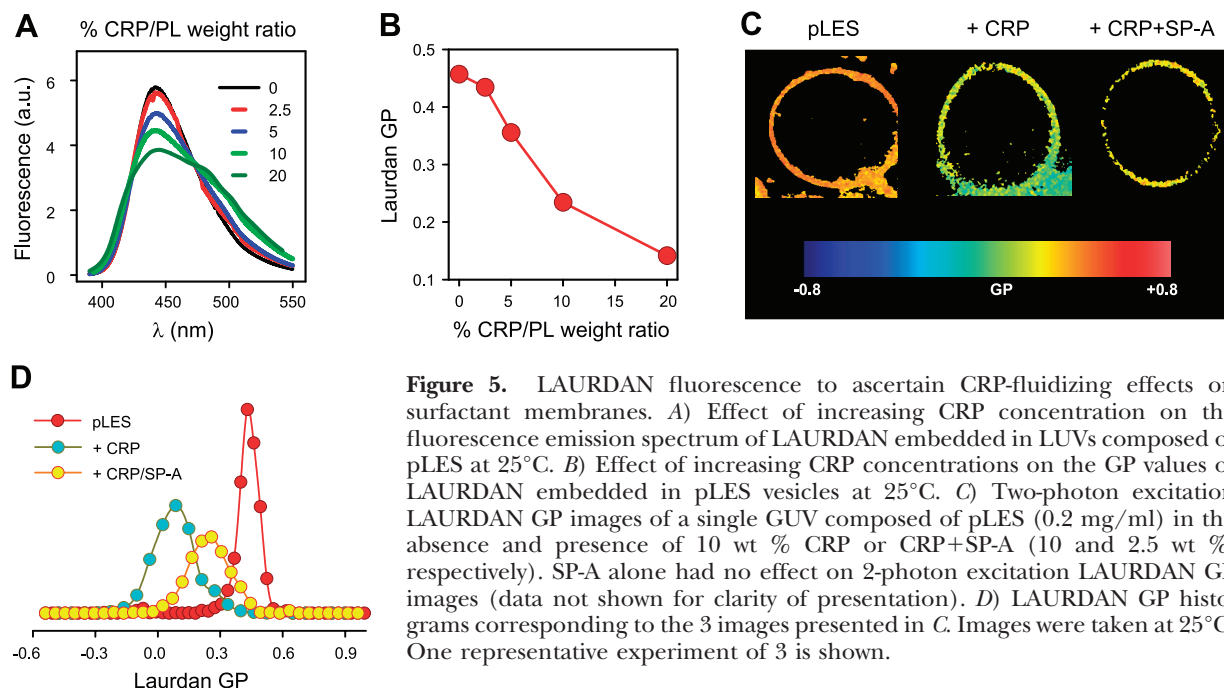 A
% CRP/PL weight ratio
Fluorescence (a.u.)
6
4
2
0
0
2.5
5
10
20
400
450
500
550
λ (nm)
B
Laurdan GP
0.5
0.4
0.3
0.2
0.1
0
5
10
15
20
% CRP/PL weight ratio
C
pLES
+ CRP
+ CRP+SP-A
-0.8
GP
+0.8
D
pLES
+ CRP
+ CRP/SP-A
-0.6
-0.3
0.0
0.3
0.6
0.9
Laurdan GP
Figure 5. LAURDAN fluorescence to ascertain CRP-fluidizing effects on
surfactant membranes. A) Effect of increasing CRP concentration on th
fluorescence emission spectrum of LAURDAN embedded in LUVs composed o
pLES at 25°C. B) Effect of increasing CRP concentrations on the GP values o
LAURDAN embedded in pLES vesicles at 25°C. C) Two-photon excitation
LAURDAN GP images of a single GUV composed of pLES (0.2 mg/ml) in th
absence and presence of 10 wt % CRP or CRP+SP-A (10 and 2.5 wt %
respectively). SP-A alone had no effect on 2-photon excitation LAURDAN GP
images (data not shown for clarity of presentation). D) LAURDAN GP histo
grams corresponding to the 3 images presented in C. Images were taken at 25°C
One representative experiment of 3 is shown.